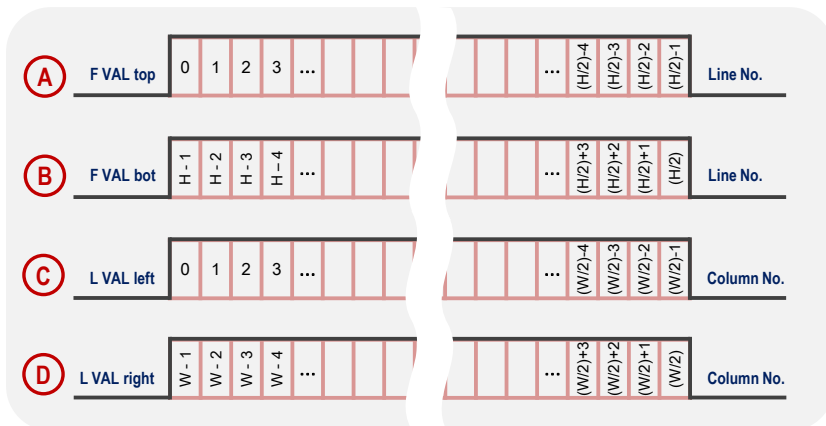 A F VAL top 0 1 2 3 ... ... (H/2)-4 (H/2)-3 (H/2)-2 (H/2)-1 Line No.
B F VAL bot H - 1 H - 2 H - 3 H – 4 ... ... (H/2)+3 (H/2)+2 (H/2)+1 (H/2) Line No.
C L VAL left 0 1 2 3 ... ... (W/2)-4 (W/2)-3 (W/2)-2 (W/2)-1 Column No.
D L VAL right W - 1 W - 2 W - 3 W - 4 ... ... (W/2)+3 (W/2)+2 (W/2)+1 (W/2) Column No.